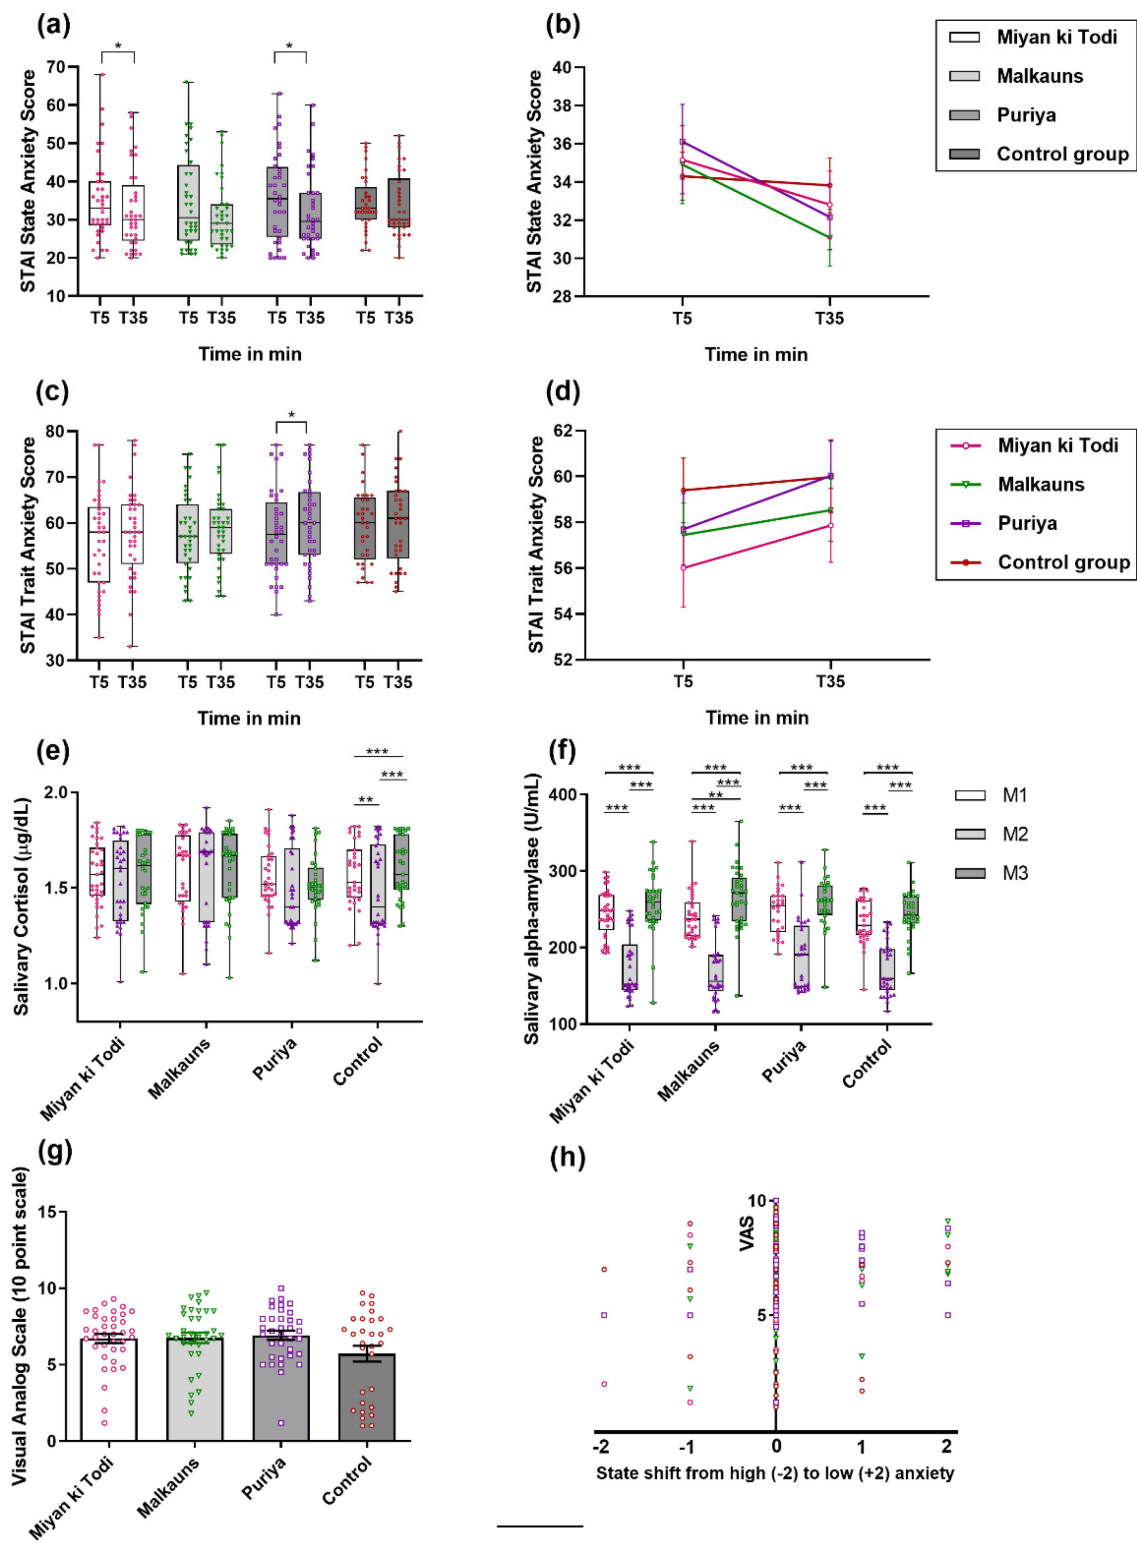 (a)
STAI State Anxiety Score
70
60
50
40
30
20
10
*
*
T5 T35 T5 T35 T5 T35 T5 T35
Time in min
(b)
STAI State Anxiety Score
40
38
36
34
32
30
28
T5 T35
Time in min
Miyan ki Todi
Malkauns
Puriya
Control group
(c)
STAI Trait Anxiety Score
80
70
60
50
40
30
*
T5 T35 T5 T35 T5 T35 T5 T35
Time in min
(d)
STAI Trait Anxiety Score
62
60
58
56
54
52
T5 T35
Time in min
Miyan ki Todi
Malkauns
Puriya
Control group
(e)
Salivary Cortisol (µg/dL)
2.0
1.5
1.0
***
***
**
Miyan ki Todi
Malkauns
Puriya
Control
(f)
Salivary alpha-amylase (U/mL)
400
300
200
100
*** *** *** ***
*** *** *** ***
**
*** *** *** ***
Miyan ki Todi
Malkauns
Puriya
Control
M1
M2
M3
(g)
Visual Analog Scale (10 point scale)
15
10
5
0
Miyan ki Todi
Malkauns
Puriya
Control
(h)
VAS
10
5
-2 -1 0 1 2
State shift from high (-2) to low (+2) anxiety